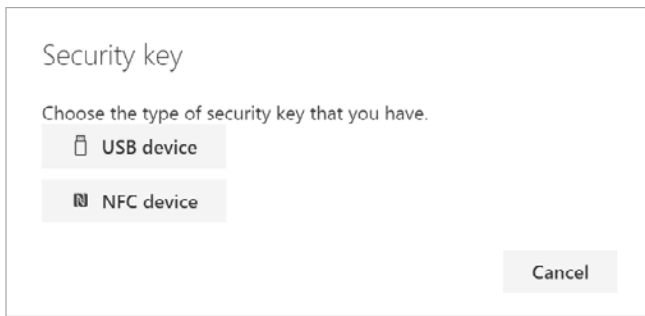 Security key
Choose the type of security key that you have.
USB device
NFC device
Cancel